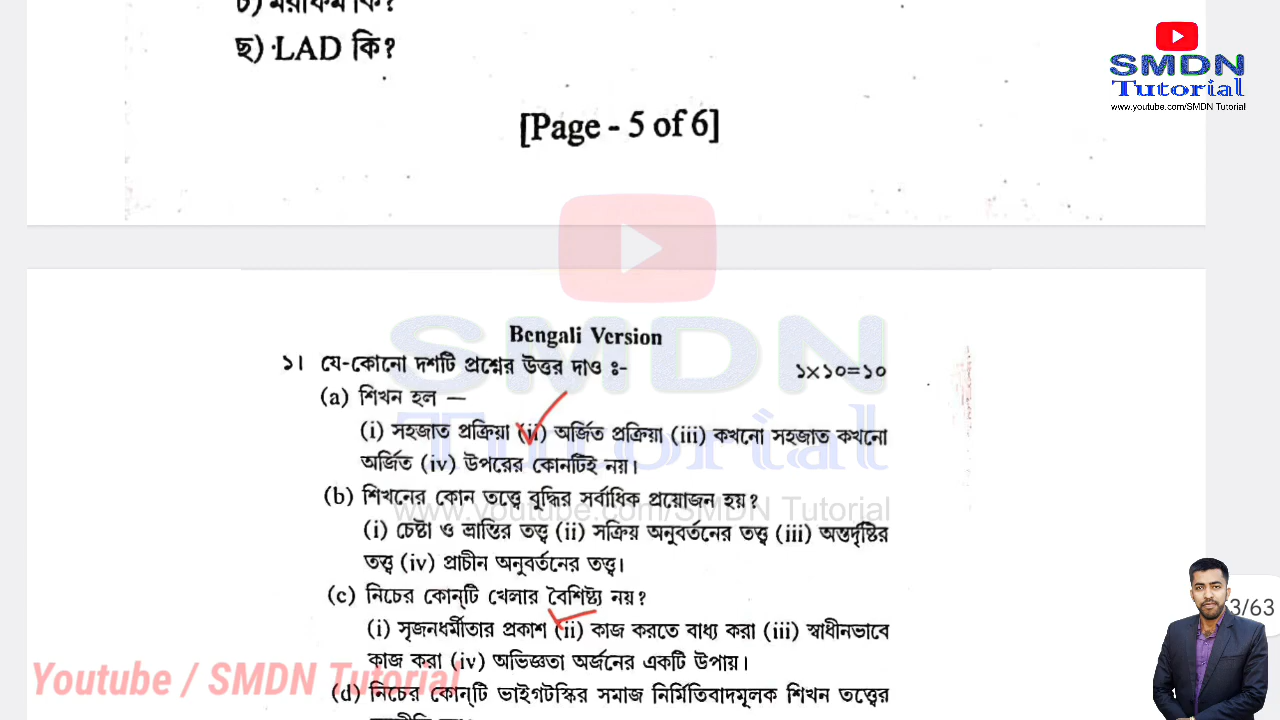 চ) ময়াকিম কি?
ছ) LAD কি?
[Page - 5 of 6]
SMDN
Tutorial
www.youtube.com/SMDN Tutorial
Bengali Version
১। যে-কোনো দশটি প্রশ্নের উত্তর দাও ঃ- ১×১০=১০
(a) শিখন হল —
(i) সহজাত প্রক্রিয়া (ii) অর্জিত প্রক্রিয়া (iii) কখনো সহজাত কখনো
অর্জিত (iv) উপরের কোনটিই নয়।
(b) শিখনের কোন তত্ত্বে বুদ্ধির সর্বাধিক প্রয়োজন হয়?
(i) চেষ্টা ও ভ্রান্তির তত্ত্ব (ii) সক্রিয় অনুবর্তনের তত্ত্ব (iii) অন্তর্দৃষ্টির
তত্ত্ব (iv) প্রাচীন অনুবর্তনের তত্ত্ব।
(c) নিচের কোন্‌টি খেলার বৈশিষ্ট্য নয়?
(i) সৃজনধর্মীতার প্রকাশ (ii) কাজ করতে বাধ্য করা (iii) স্বাধীনভাবে
কাজ করা (iv) অভিজ্ঞতা অর্জনের একটি উপায়।
(d) নিচের কোন্‌টি ভাইগটস্কির সমাজ নির্মিতিবাদমূলক শিখন তত্ত্বের
SMDN
Tutorial
www.youtube.com/SMDN Tutorial
Youtube / SMDN Tutorial
3/63